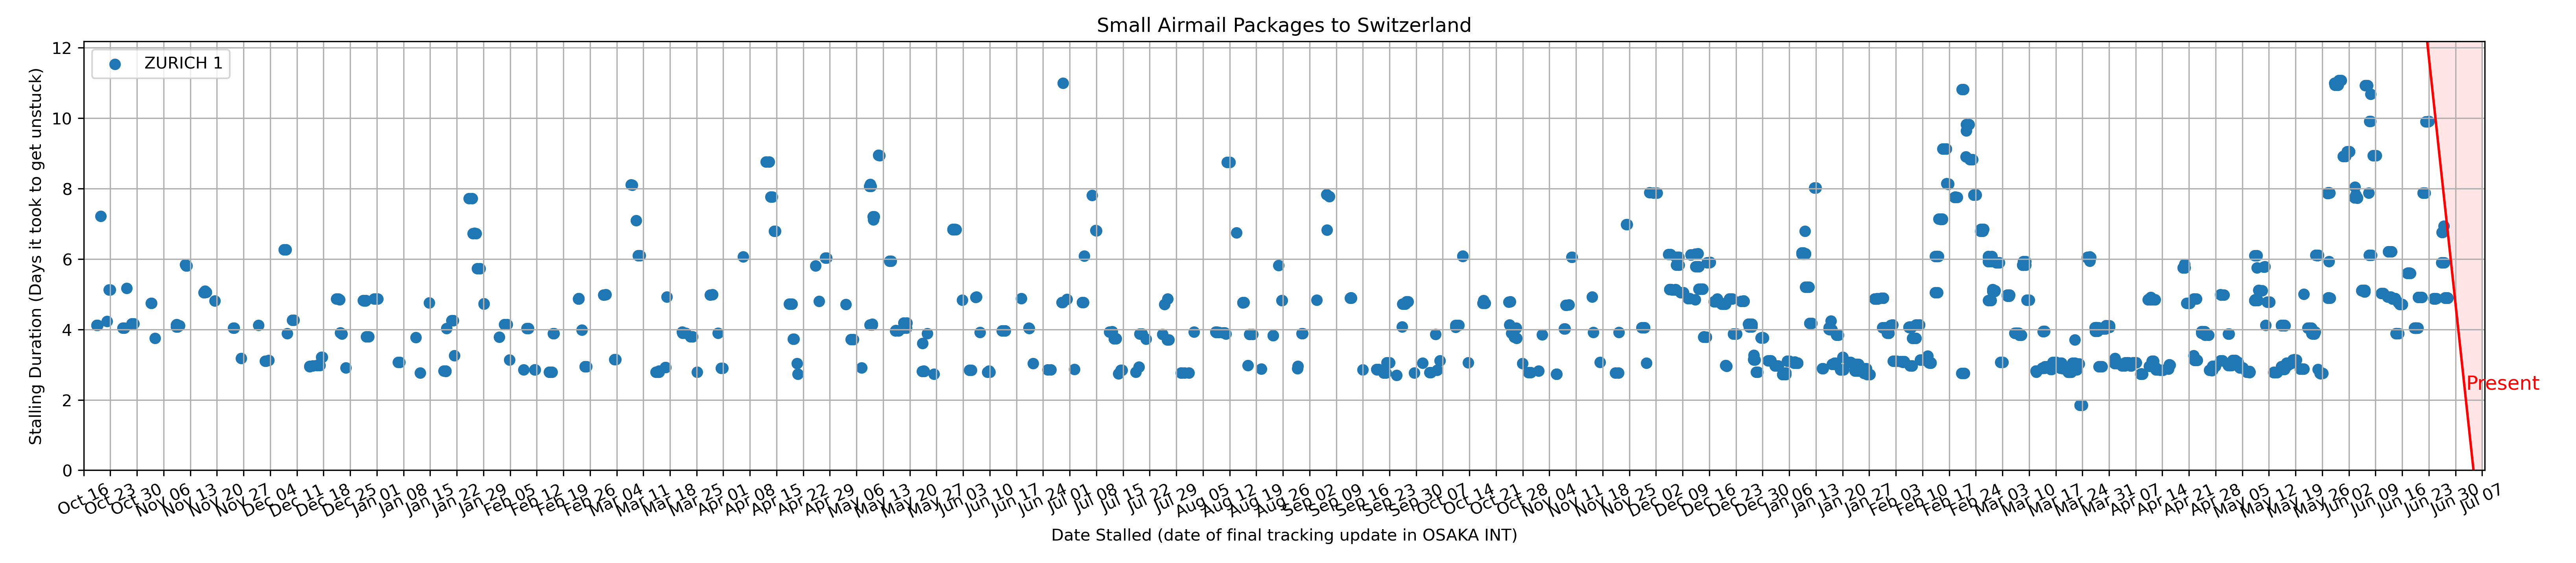 Small Airmail Packages to Switzerland
ZURICH 1
Stalling Duration (Days it took to get unstuck)
12
10
8
6
4
2
0
Present
Oct 16 Oct 23 Oct 30 Nov 06 Nov 13 Nov 20 Nov 27 Dec 04 Dec 11 Dec 18 Dec 25 Jan 01 Jan 08 Jan 15 Jan 22 Jan 29 Feb 05 Feb 12 Feb 19 Feb 26 Mar 04 Mar 11 Mar 18 Mar 25 Apr 01 Apr 08 Apr 15 Apr 22 Apr 29 May 06 May 13 May 20 May 27 Jun 03 Jun 10 Jun 17 Jun 24 Jul 01 Jul 08 Jul 15 Jul 22 Jul 29 Aug 05 Aug 12 Aug 19 Aug 26 Sep 02 Sep 09 Sep 16 Sep 23 Sep 30 Oct 07 Oct 14 Oct 21 Oct 28 Nov 04 Nov 11 Nov 18 Nov 25 Dec 02 Dec 09 Dec 16 Dec 23 Dec 30 Jan 06 Jan 13 Jan 20 Jan 27 Feb 03 Feb 10 Feb 17 Feb 24 Mar 03 Mar 10 Mar 17 Mar 24 Mar 31 Apr 07 Apr 14 Apr 21 Apr 28 May 05 May 12 May 19 May 26 Jun 02 Jun 09 Jun 16 Jun 23 Jun 30 Jul 07
Date Stalled (date of final tracking update in OSAKA INT)